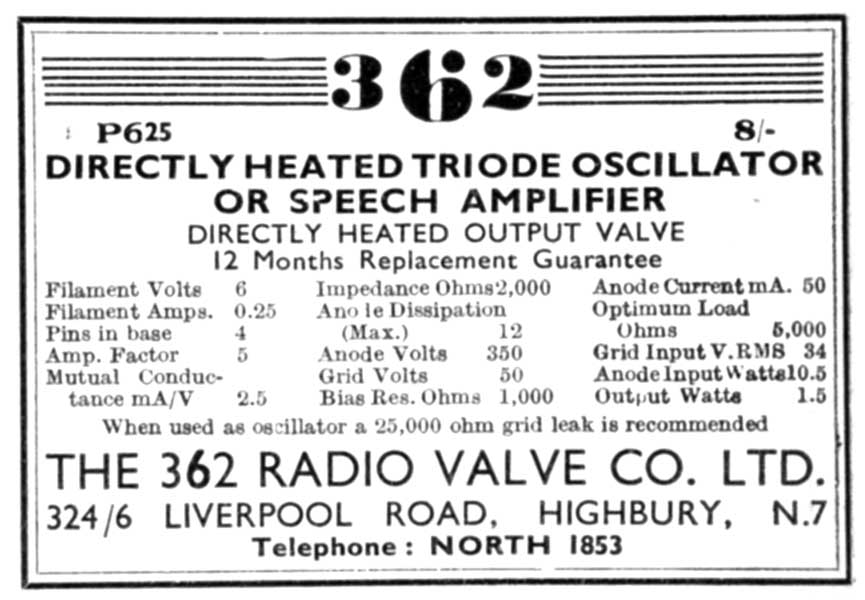 362
P625 8/-
DIRECTLY HEATED TRIODE OSCILLATOR
OR SPEECH AMPLIFIER
DIRECTLY HEATED OUTPUT VALVE
12 Months Replacement Guarantee
Filament Volts 6
Filament Amps. 0.25
Pins in base 4
Amp. Factor 5
Mutual Conduc-
tance mA/V 2.5
Impedance Ohms 2,000
Anode Dissipation
(Max.) 12
Anode Volts 350
Grid Volts 50
Bias Res. Ohms 1,000
Anode Current mA. 50
Optimum Load
Ohms 5,000
Grid Input V. RMS 34
Anode Input Watts 10.5
Output Watts 1.5
When used as oscillator a 25,000 ohm grid leak is recommended
THE 362 RADIO VALVE CO. LTD.
324/6 LIVERPOOL ROAD, HIGHBURY, N.7
Telephone: NORTH 1853